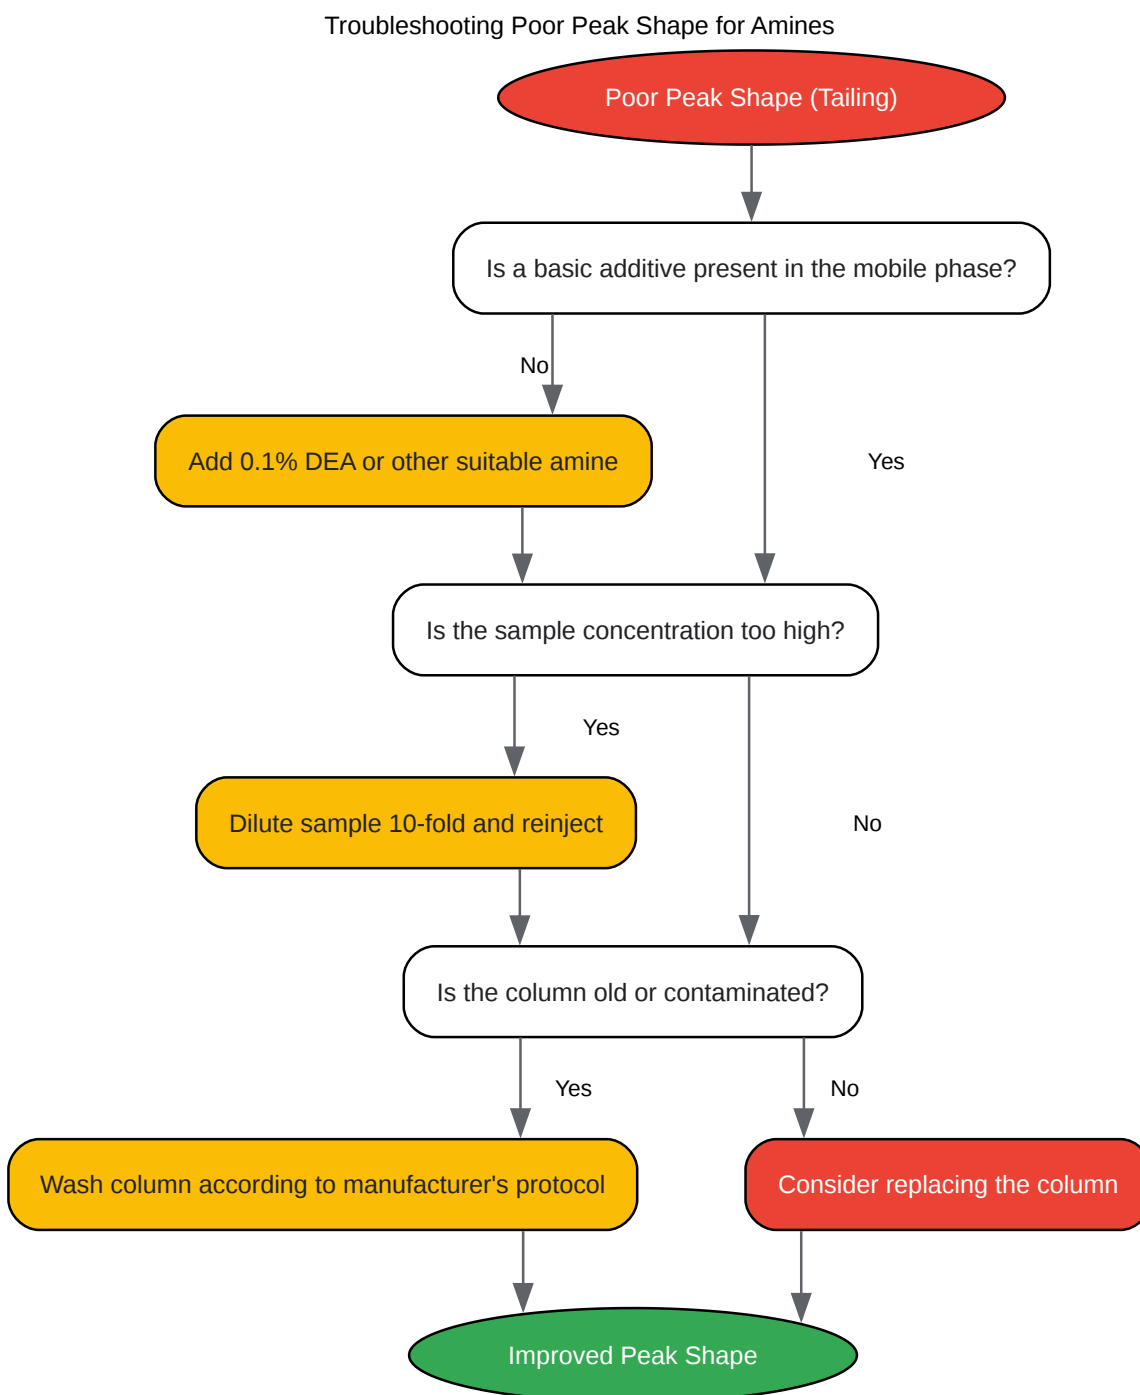 Troubleshooting Poor Peak Shape for Amines
Poor Peak Shape (Tailing)
Is a basic additive present in the mobile phase?
No
Add 0.1% DEA or other suitable amine
Yes
Is the sample concentration too high?
Yes
Dilute sample 10-fold and reinject
No
Is the column old or contaminated?
Yes
No
Wash column according to manufacturer's protocol
Consider replacing the column
Improved Peak Shape